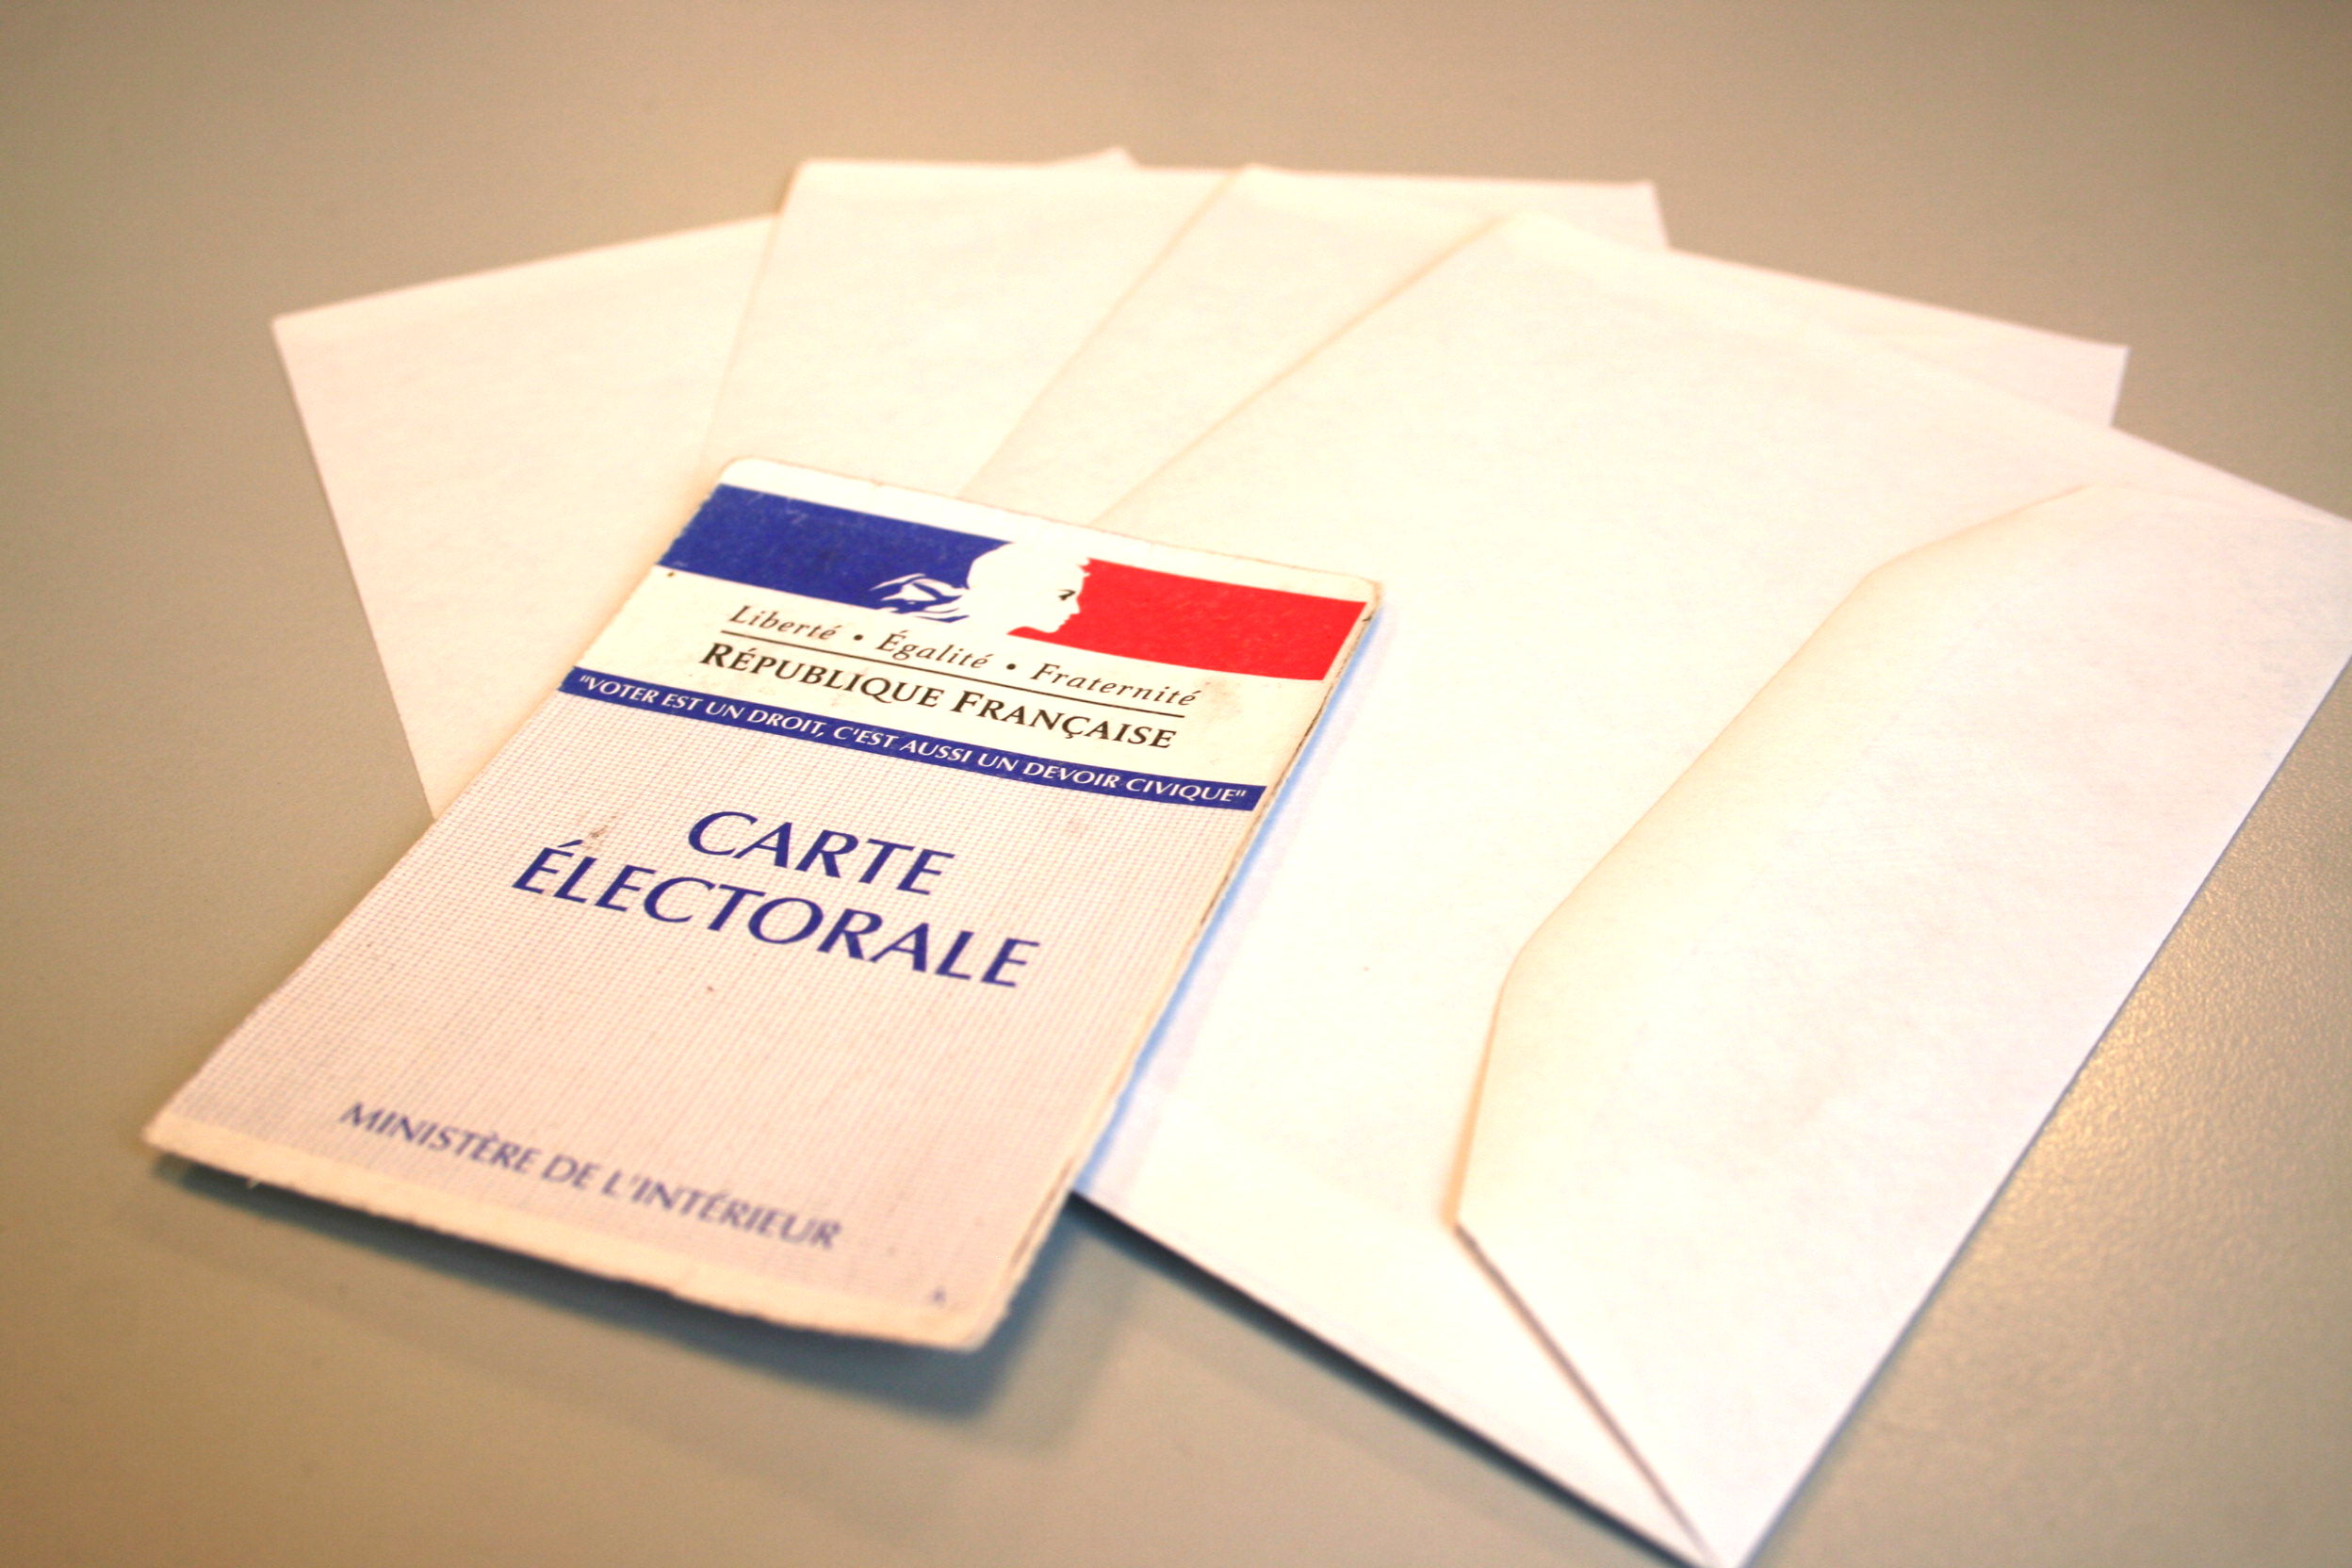 Liberté • Égalité • Fraternité
RÉPUBLIQUE FRANÇAISE
"VOTER EST UN DROIT, C'EST AUSSI UN DEVOIR CIVIQUE"
CARTE
ÉLECTORALE
MINISTÈRE DE L'INTÉRIEUR